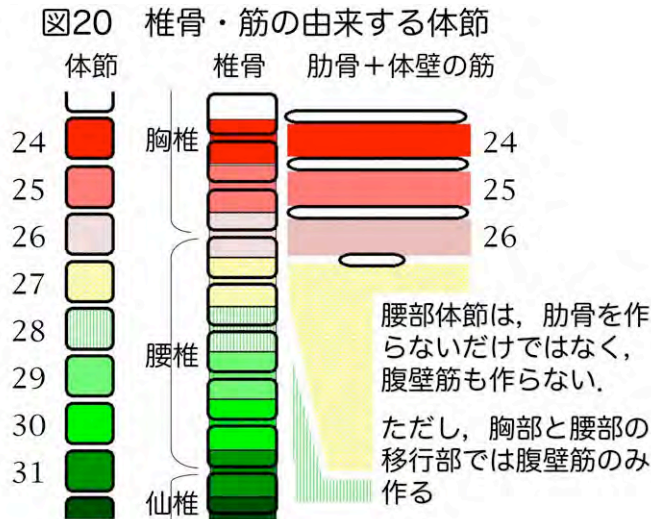 図20 椎骨・筋の由来する体節
体節 椎骨 肋骨＋体壁の筋
胸椎
腰椎
仙椎
24
25
26
27
28
29
30
31
24
25
26
腰部体節は，肋骨を作
らないだけではなく，
腹壁筋も作らない．
ただし，胸部と腰部の
移行部では腹壁筋のみ
作る